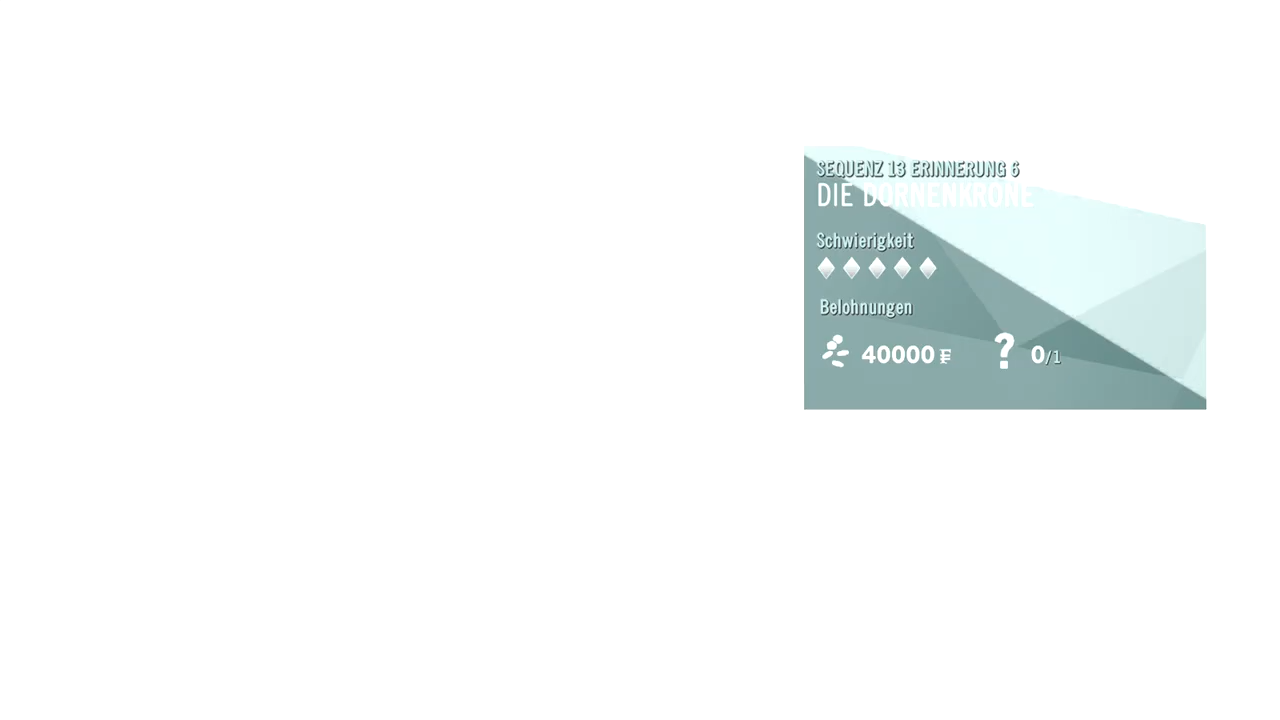 SEQUENZ 13 ERINNERUNG 6
DIE DORNENKRONE
Schwierigkeit
Belohnungen
40000 ₣ ? 0/1